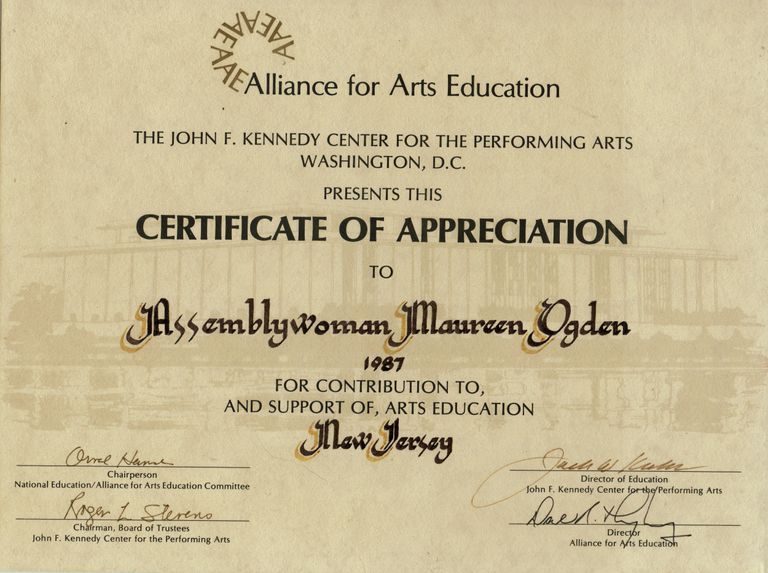 AEAEAEAEAEA
Alliance for Arts Education
THE JOHN F. KENNEDY CENTER FOR THE PERFORMING ARTS
WASHINGTON, D.C.
PRESENTS THIS
CERTIFICATE OF APPRECIATION
TO
Assemblywoman Maureen Ogden
1987
FOR CONTRIBUTION TO,
AND SUPPORT OF, ARTS EDUCATION
New Jersey
Chairperson
National Education/Alliance for Arts Education Committee
Roger L Stevens
Chairman, Board of Trustees
John F. Kennedy Center for the Performing Arts
Jack W
Director of Education
John F. Kennedy Center for the Performing Arts
Director
Alliance for Arts Education